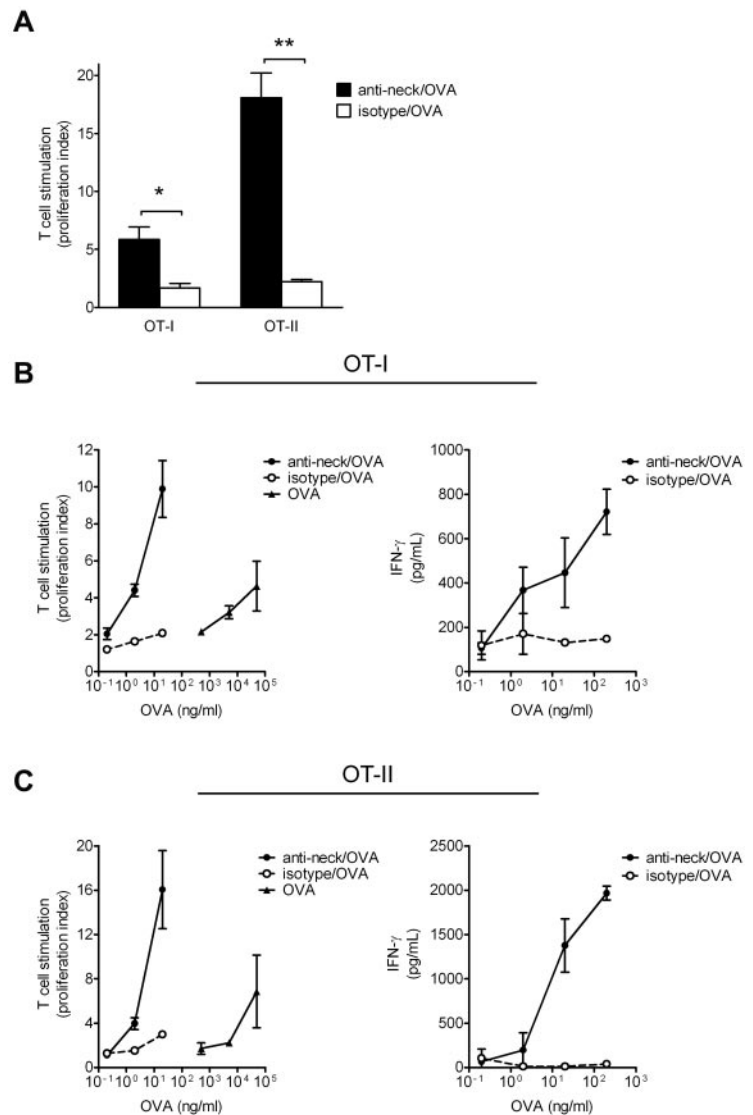 A
**
*
20
15
10
5
0
T cell stimulation
(proliferation index)
anti-neck/OVA
isotype/OVA
OT-I
OT-II
B
OT-I
12
10
8
6
4
2
0
T cell stimulation
(proliferation index)
anti-neck/OVA
isotype/OVA
OVA
10⁻¹ 10⁰ 10¹ 10² 10³ 10⁴ 10⁵
OVA (ng/ml)
1000
800
600
400
200
0
IFN-γ
(pg/mL)
anti-neck/OVA
isotype/OVA
10⁻¹ 10⁰ 10¹ 10² 10³
OVA (ng/ml)
C
OT-II
20
16
12
8
4
0
T cell stimulation
(proliferation index)
anti-neck/OVA
isotype/OVA
OVA
10⁻¹ 10⁰ 10¹ 10² 10³ 10⁴ 10⁵
OVA (ng/ml)
2500
2000
1500
1000
500
0
IFN-γ
(pg/mL)
anti-neck/OVA
isotype/OVA
10⁻¹ 10⁰ 10¹ 10² 10³
OVA (ng/ml)